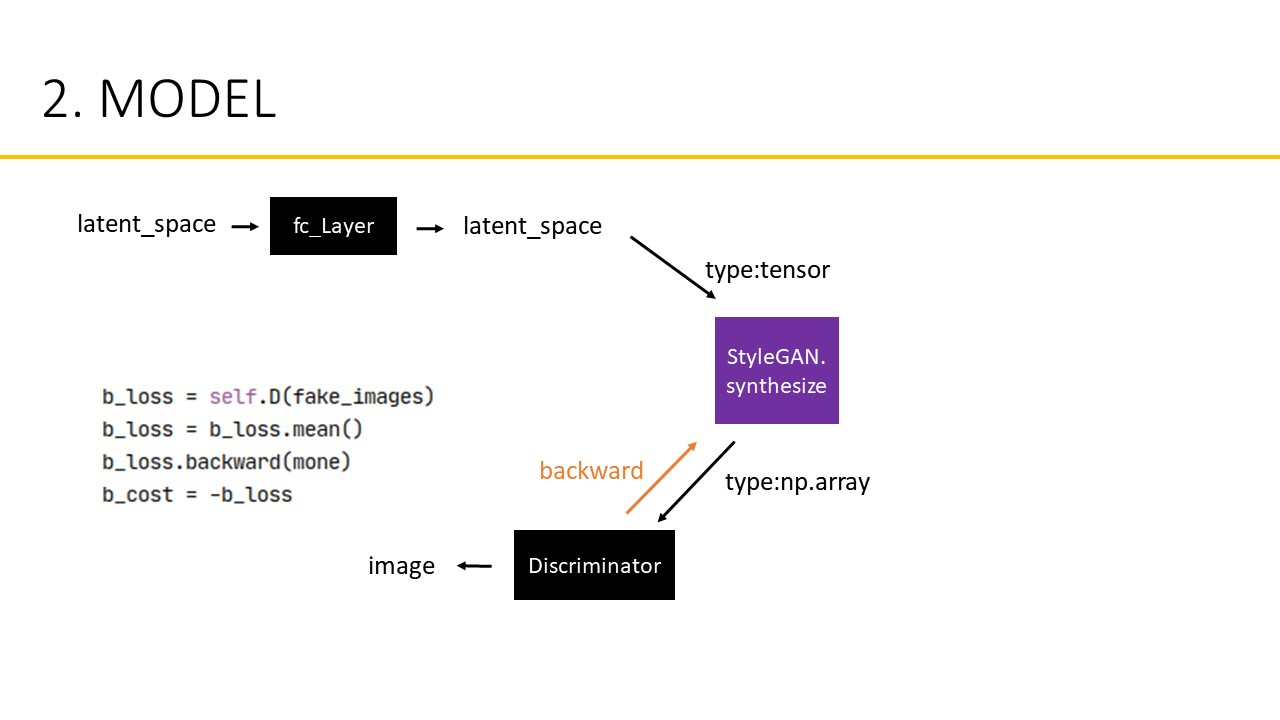 2. MODEL
latent_space
fc_Layer
latent_space
type:tensor
StyleGAN.
synthesize
b_loss = self.D(fake_images)
b_loss = b_loss.mean()
b_loss.backward(mone)
b_cost = -b_loss
backward
type:np.array
image
Discriminator